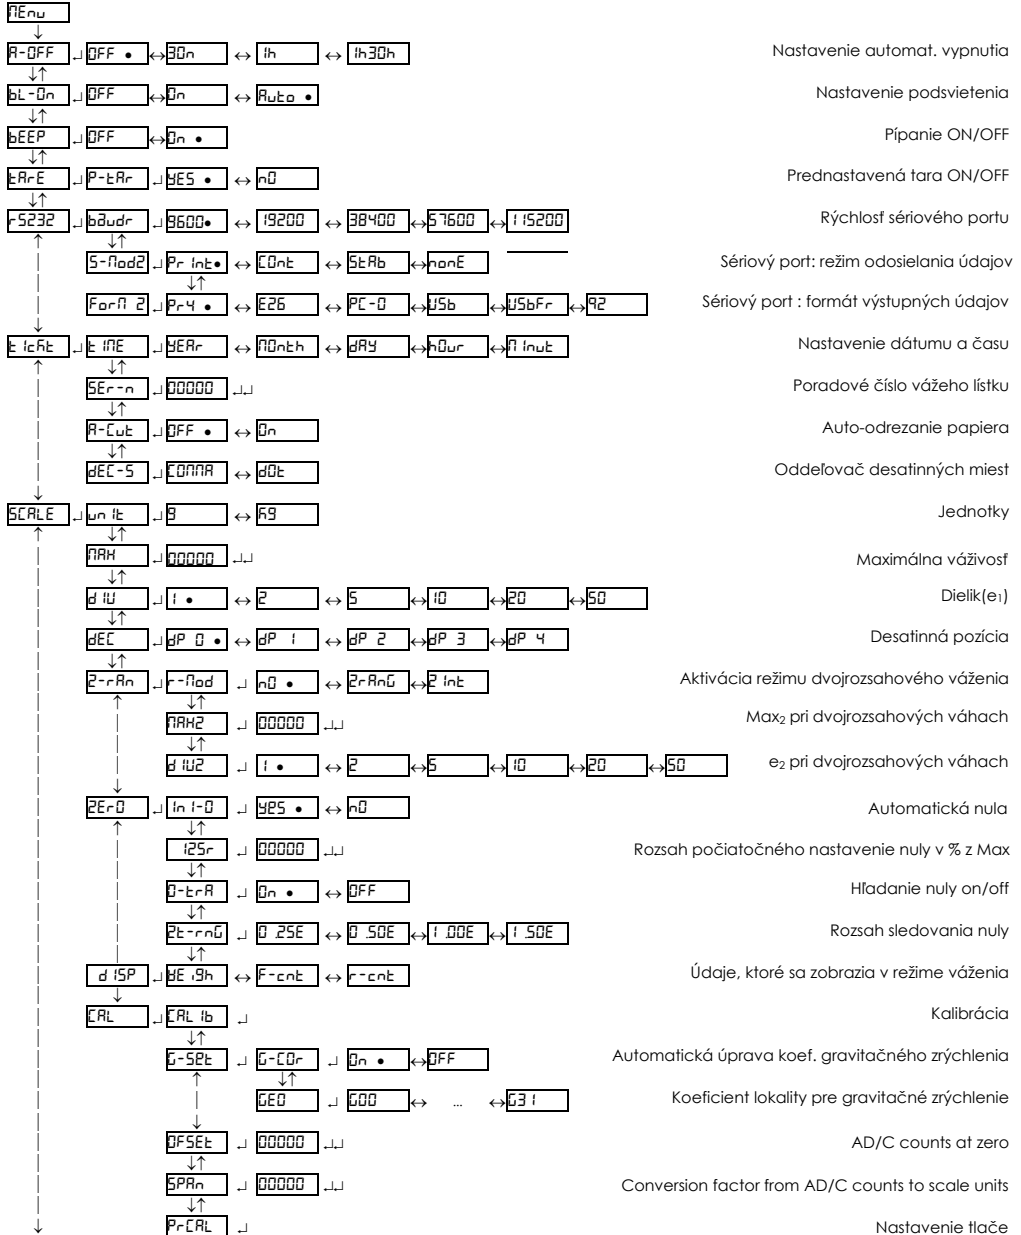 MEnu
↓
A-OFF ↵ OFF • ↔ 30n ↔ 1h ↔ 1h30h Nastavenie automat. vypnutia
↓↑
bL-On ↵ OFF ↔ On ↔ Auto • Nastavenie podsvietenia
↓↑
bEEP ↵ OFF ↔ On • Pípanie ON/OFF
↓↑
tArE ↵ P-tAr ↵ YES • ↔ nO Prednastavená tara ON/OFF
↓↑
rS232 ↵ bAudr ↵ 9600• ↔ 19200 ↔ 38400 ↔ 57600 ↔ 115200 Rýchlosť sériového portu
↓↑
S-Mod2 ↵ Print• ↔ COnt ↔ StAb ↔ nonE Sériový port: režim odosielania údajov
↓↑
ForM 2 ↵ Pr4 • ↔ E26 ↔ PC-0 ↔ USb ↔ USbFr ↔ 92 Sériový port : formát výstupných údajov
tIcKt ↵ tIME ↵ YEAr ↔ MOnth ↔ dAY ↔ hOur ↔ MInut Nastavenie dátumu a času
↓↑
SEr-n ↵ 00000 ↵↵ Poradové číslo vážeho lístku
↓↑
A-Cut ↵ OFF • ↔ On Auto-odrezanie papiera
↓↑
dEC-S ↵ COMMA ↔ dOt Oddeľovač desatinných miest
SCALE ↵ unIt ↵ g ↔ Kg Jednotky
↓↑
MAX ↵ 00000 ↵↵ Maximálna váživosť
↓↑
dIU ↵ 1 • ↔ 2 ↔ 5 ↔ 10 ↔ 20 ↔ 50 Dielik(e1)
↓↑
dEC ↵ dP 0 • ↔ dP 1 ↔ dP 2 ↔ dP 3 ↔ dP 4 Desatinná pozícia
↓↑
2-rAn ↵ r-Mod ↵ nO • ↔ 2rAnG ↔ 2Int Aktivácia režimu dvojrozsahového váženia
↓↑
MAX2 ↵ 00000 ↵↵ Max2 pri dvojrozsahových váhach
↓↑
dIU2 ↵ 1 • ↔ 2 ↔ 5 ↔ 10 ↔ 20 ↔ 50 e2 pri dvojrozsahových váhach
ZErO ↵ InI-0 ↵ YES • ↔ nO Automatická nula
↓↑
IZSr ↵ 00000 ↵↵ Rozsah počiatočného nastavenie nuly v % z Max
↓↑
0-trA ↵ On • ↔ OFF Hľadanie nuly on/off
↓↑
Zt-rnG ↵ 0.25E ↔ 0.50E ↔ 1.00E ↔ 1.50E Rozsah sledovania nuly
↓↑
dISP ↵ WEigh ↔ F-cnt ↔ r-cnt Údaje, ktoré sa zobrazia v režime váženia
↓
CAL ↵ CALIb ↵ Kalibrácia
↓↑
G-SEt ↵ G-COr ↵ On • ↔ OFF Automatická úprava koef. gravitačného zrýchlenia
↓↑
GEO ↵ G00 ↔ ... ↔ G31 Koeficient lokality pre gravitačné zrýchlenie
OFSEt ↵ 00000 ↵↵ AD/C counts at zero
↓↑
SPAn ↵ 00000 ↵↵ Conversion factor from AD/C counts to scale units
↓↑
PrCAL ↵ Nastavenie tlače